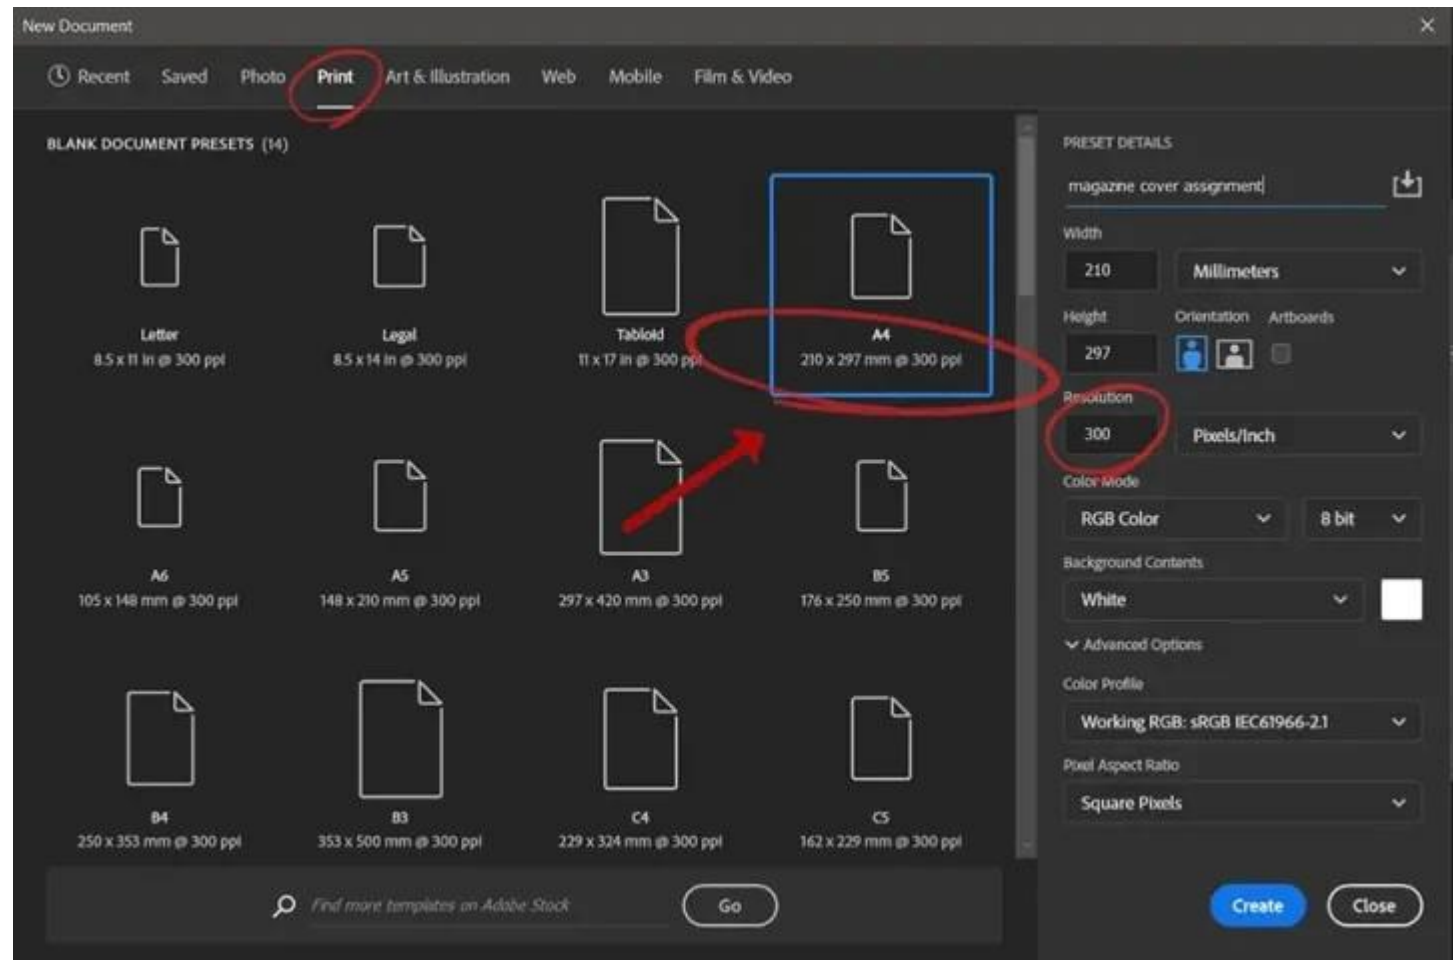 New Document
Recent Saved Photo Print Art & Illustration Web Mobile Film & Video
BLANK DOCUMENT PRESETS (14)
Letter
8.5 x 11 in @ 300 ppi
Legal
8.5 x 14 in @ 300 ppi
Tabloid
11 x 17 in @ 300 ppi
A4
210 x 297 mm @ 300 ppi
A6
105 x 148 mm @ 300 ppi
A5
148 x 210 mm @ 300 ppi
A3
297 x 420 mm @ 300 ppi
B5
176 x 250 mm @ 300 ppi
B4
250 x 353 mm @ 300 ppi
B3
353 x 500 mm @ 300 ppi
C4
229 x 324 mm @ 300 ppi
C5
162 x 229 mm @ 300 ppi
Find more templates on Adobe Stock
Go
PRESET DETAILS
magazine cover assignment
Width
210 Millimeters
Height Orientation Artboards
297
Resolution
300 Pixels/Inch
Color Mode
RGB Color 8 bit
Background Contents
White
Advanced Options
Color Profile
Working RGB: sRGB IEC61966-2.1
Pixel Aspect Ratio
Square Pixels
Create Close